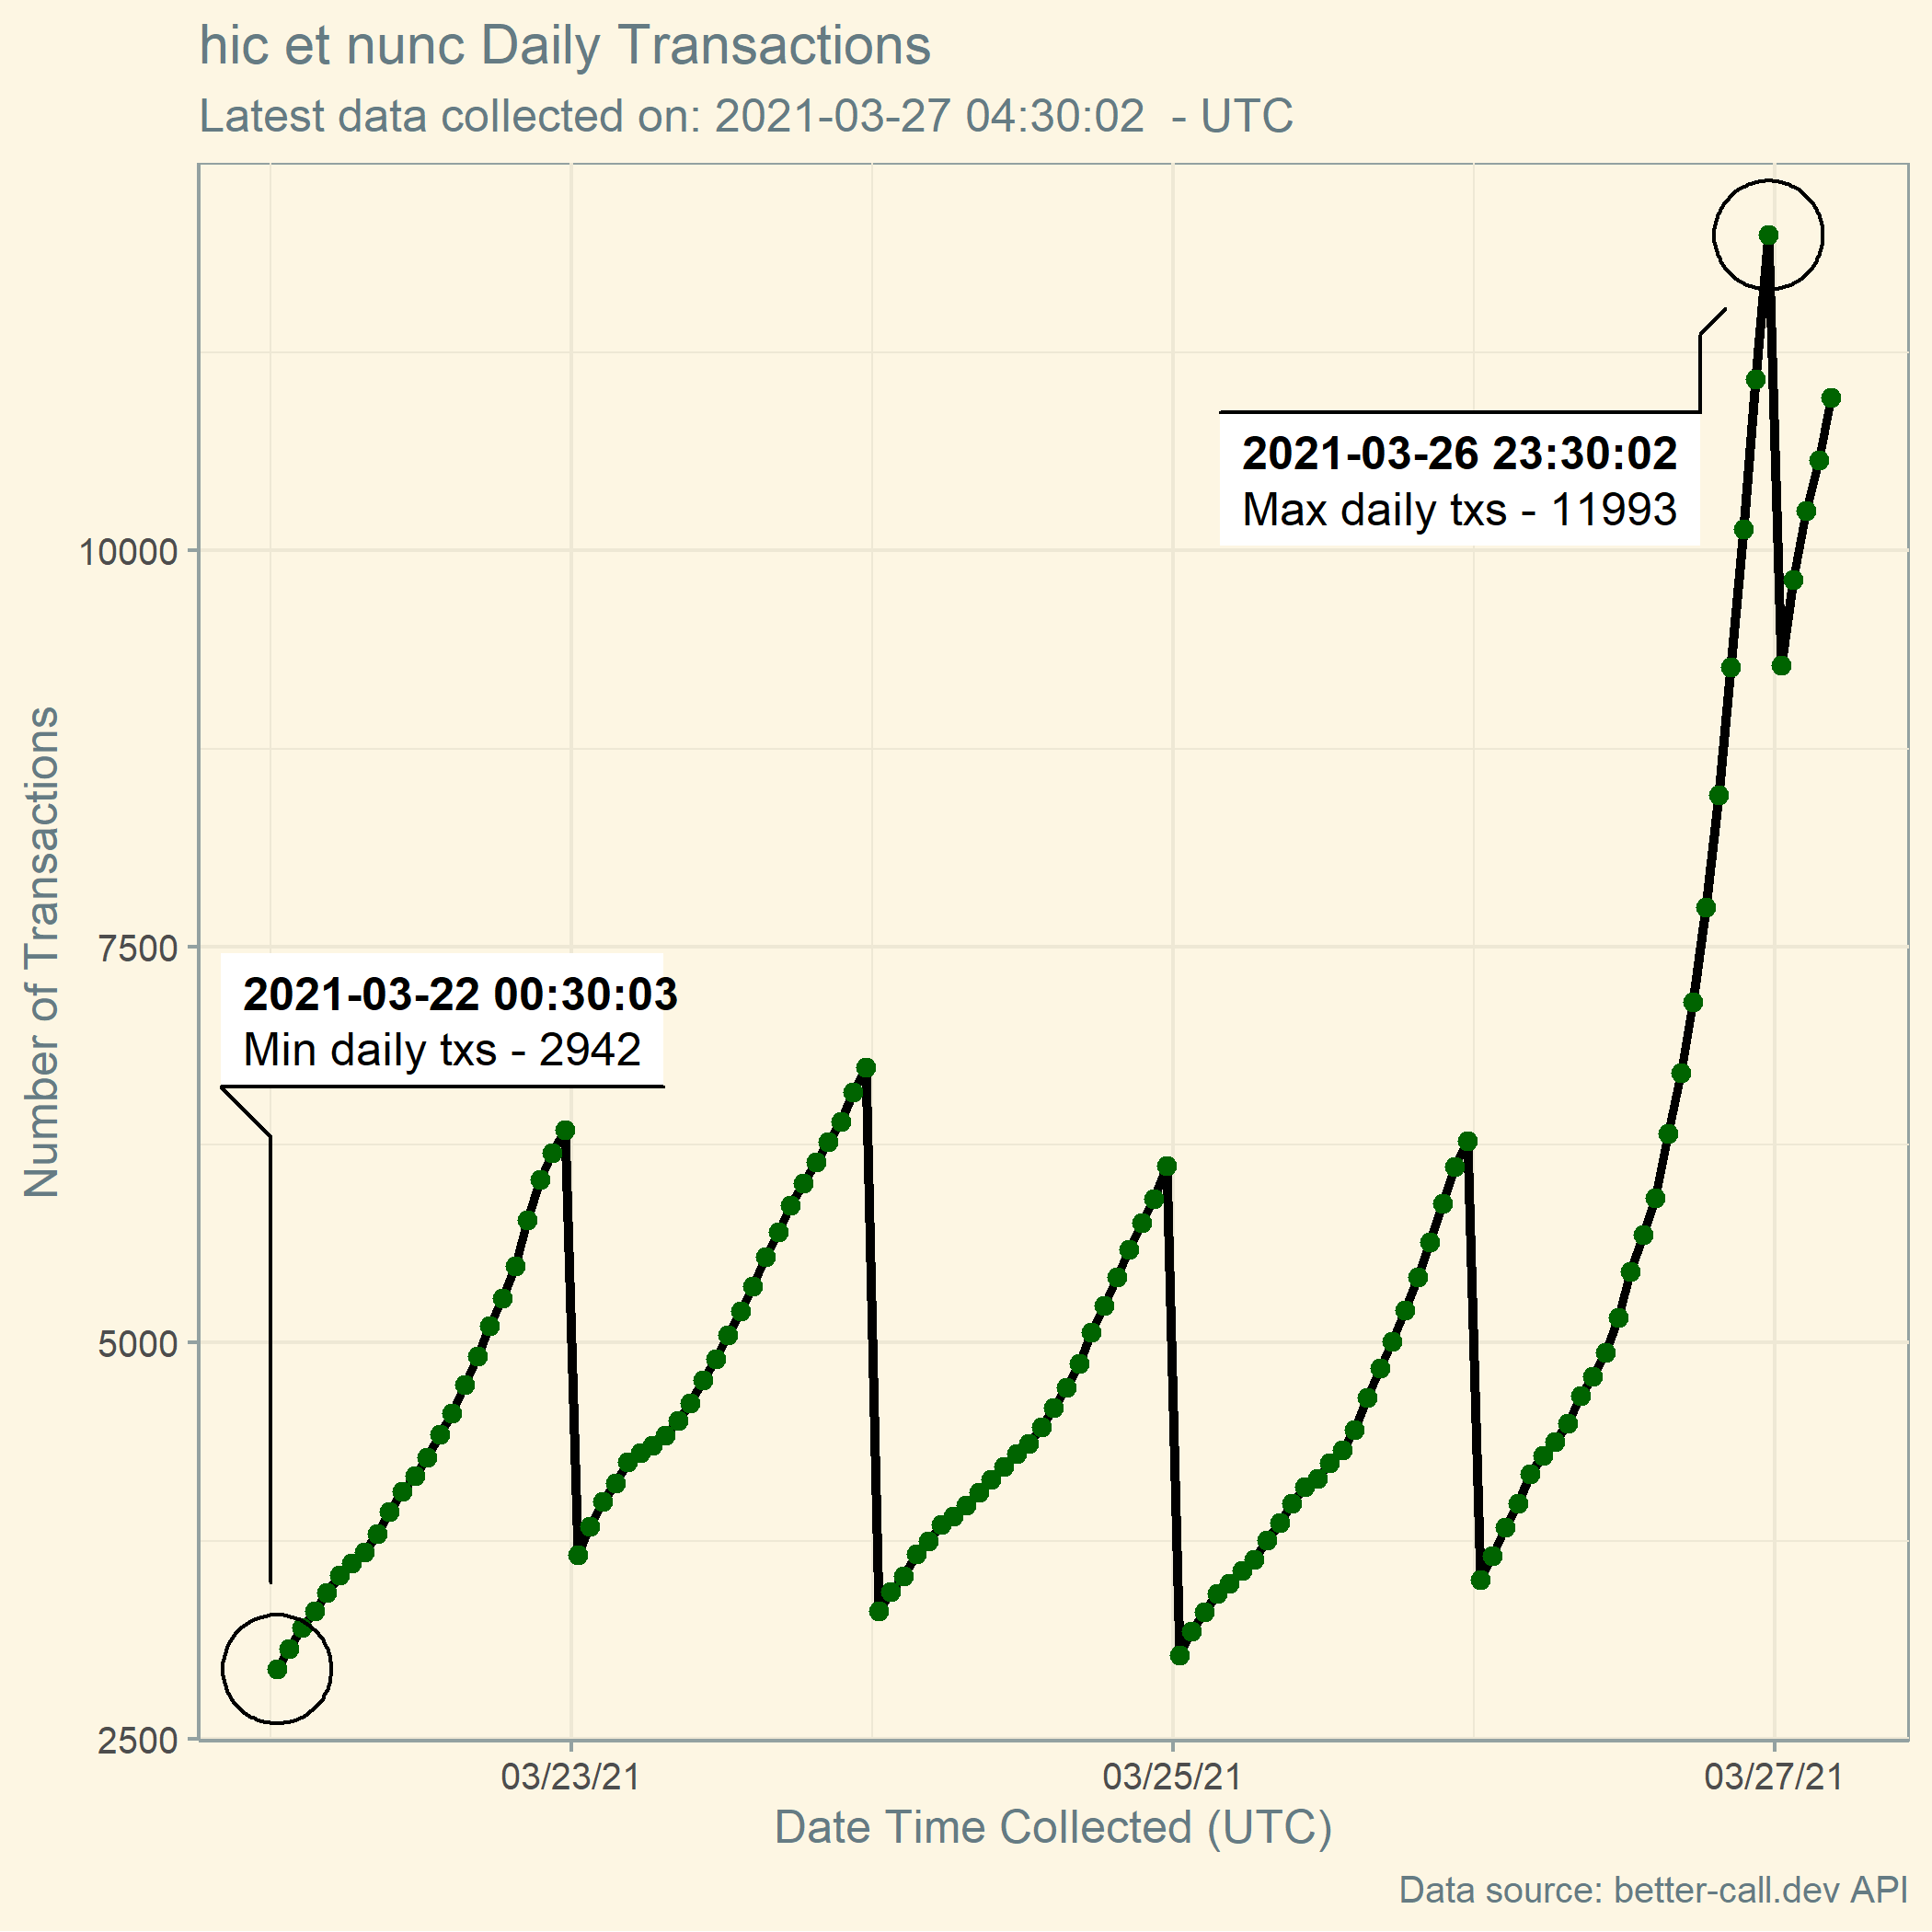 hic et nunc Daily Transactions
Latest data collected on: 2021-03-27 04:30:02  - UTC
2021-03-26 23:30:02
Max daily txs - 11993
2021-03-22 00:30:03
Min daily txs - 2942
Number of Transactions
10000
7500
5000
2500
03/23/21
03/25/21
03/27/21
Date Time Collected (UTC)
Data source: better-call.dev API